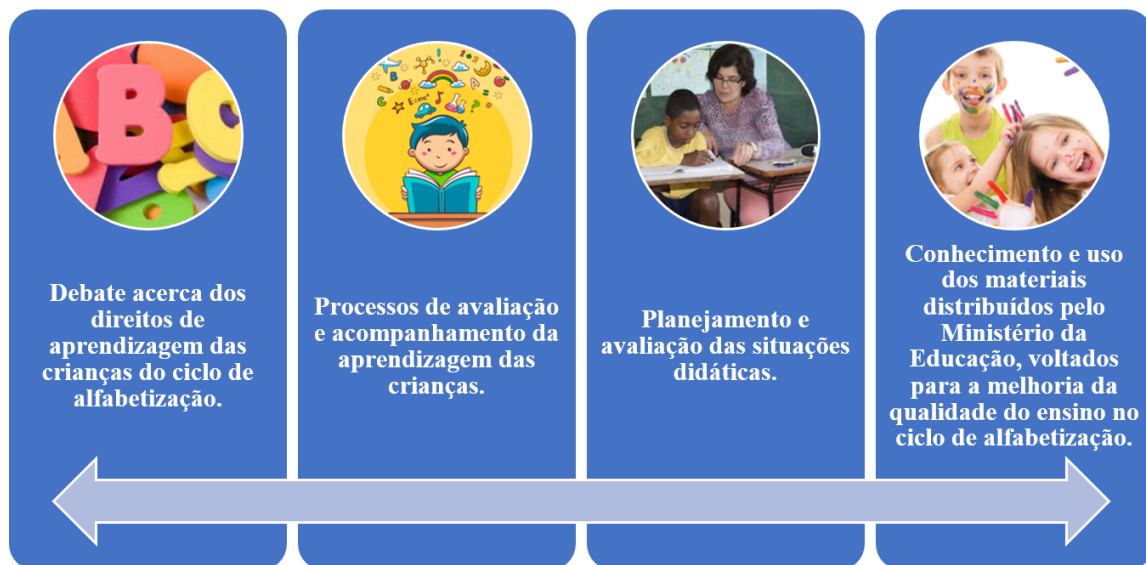 Debate acerca dos
direitos de
aprendizagem das
crianças do ciclo de
alfabetização.
Processos de avaliação
e acompanhamento da
aprendizagem das
crianças.
Planejamento e
avaliação das situações
didáticas.
Conhecimento e uso
dos materiais
distribuídos pelo
Ministério da
Educação, voltados
para a melhoria da
qualidade do ensino no
ciclo de alfabetização.